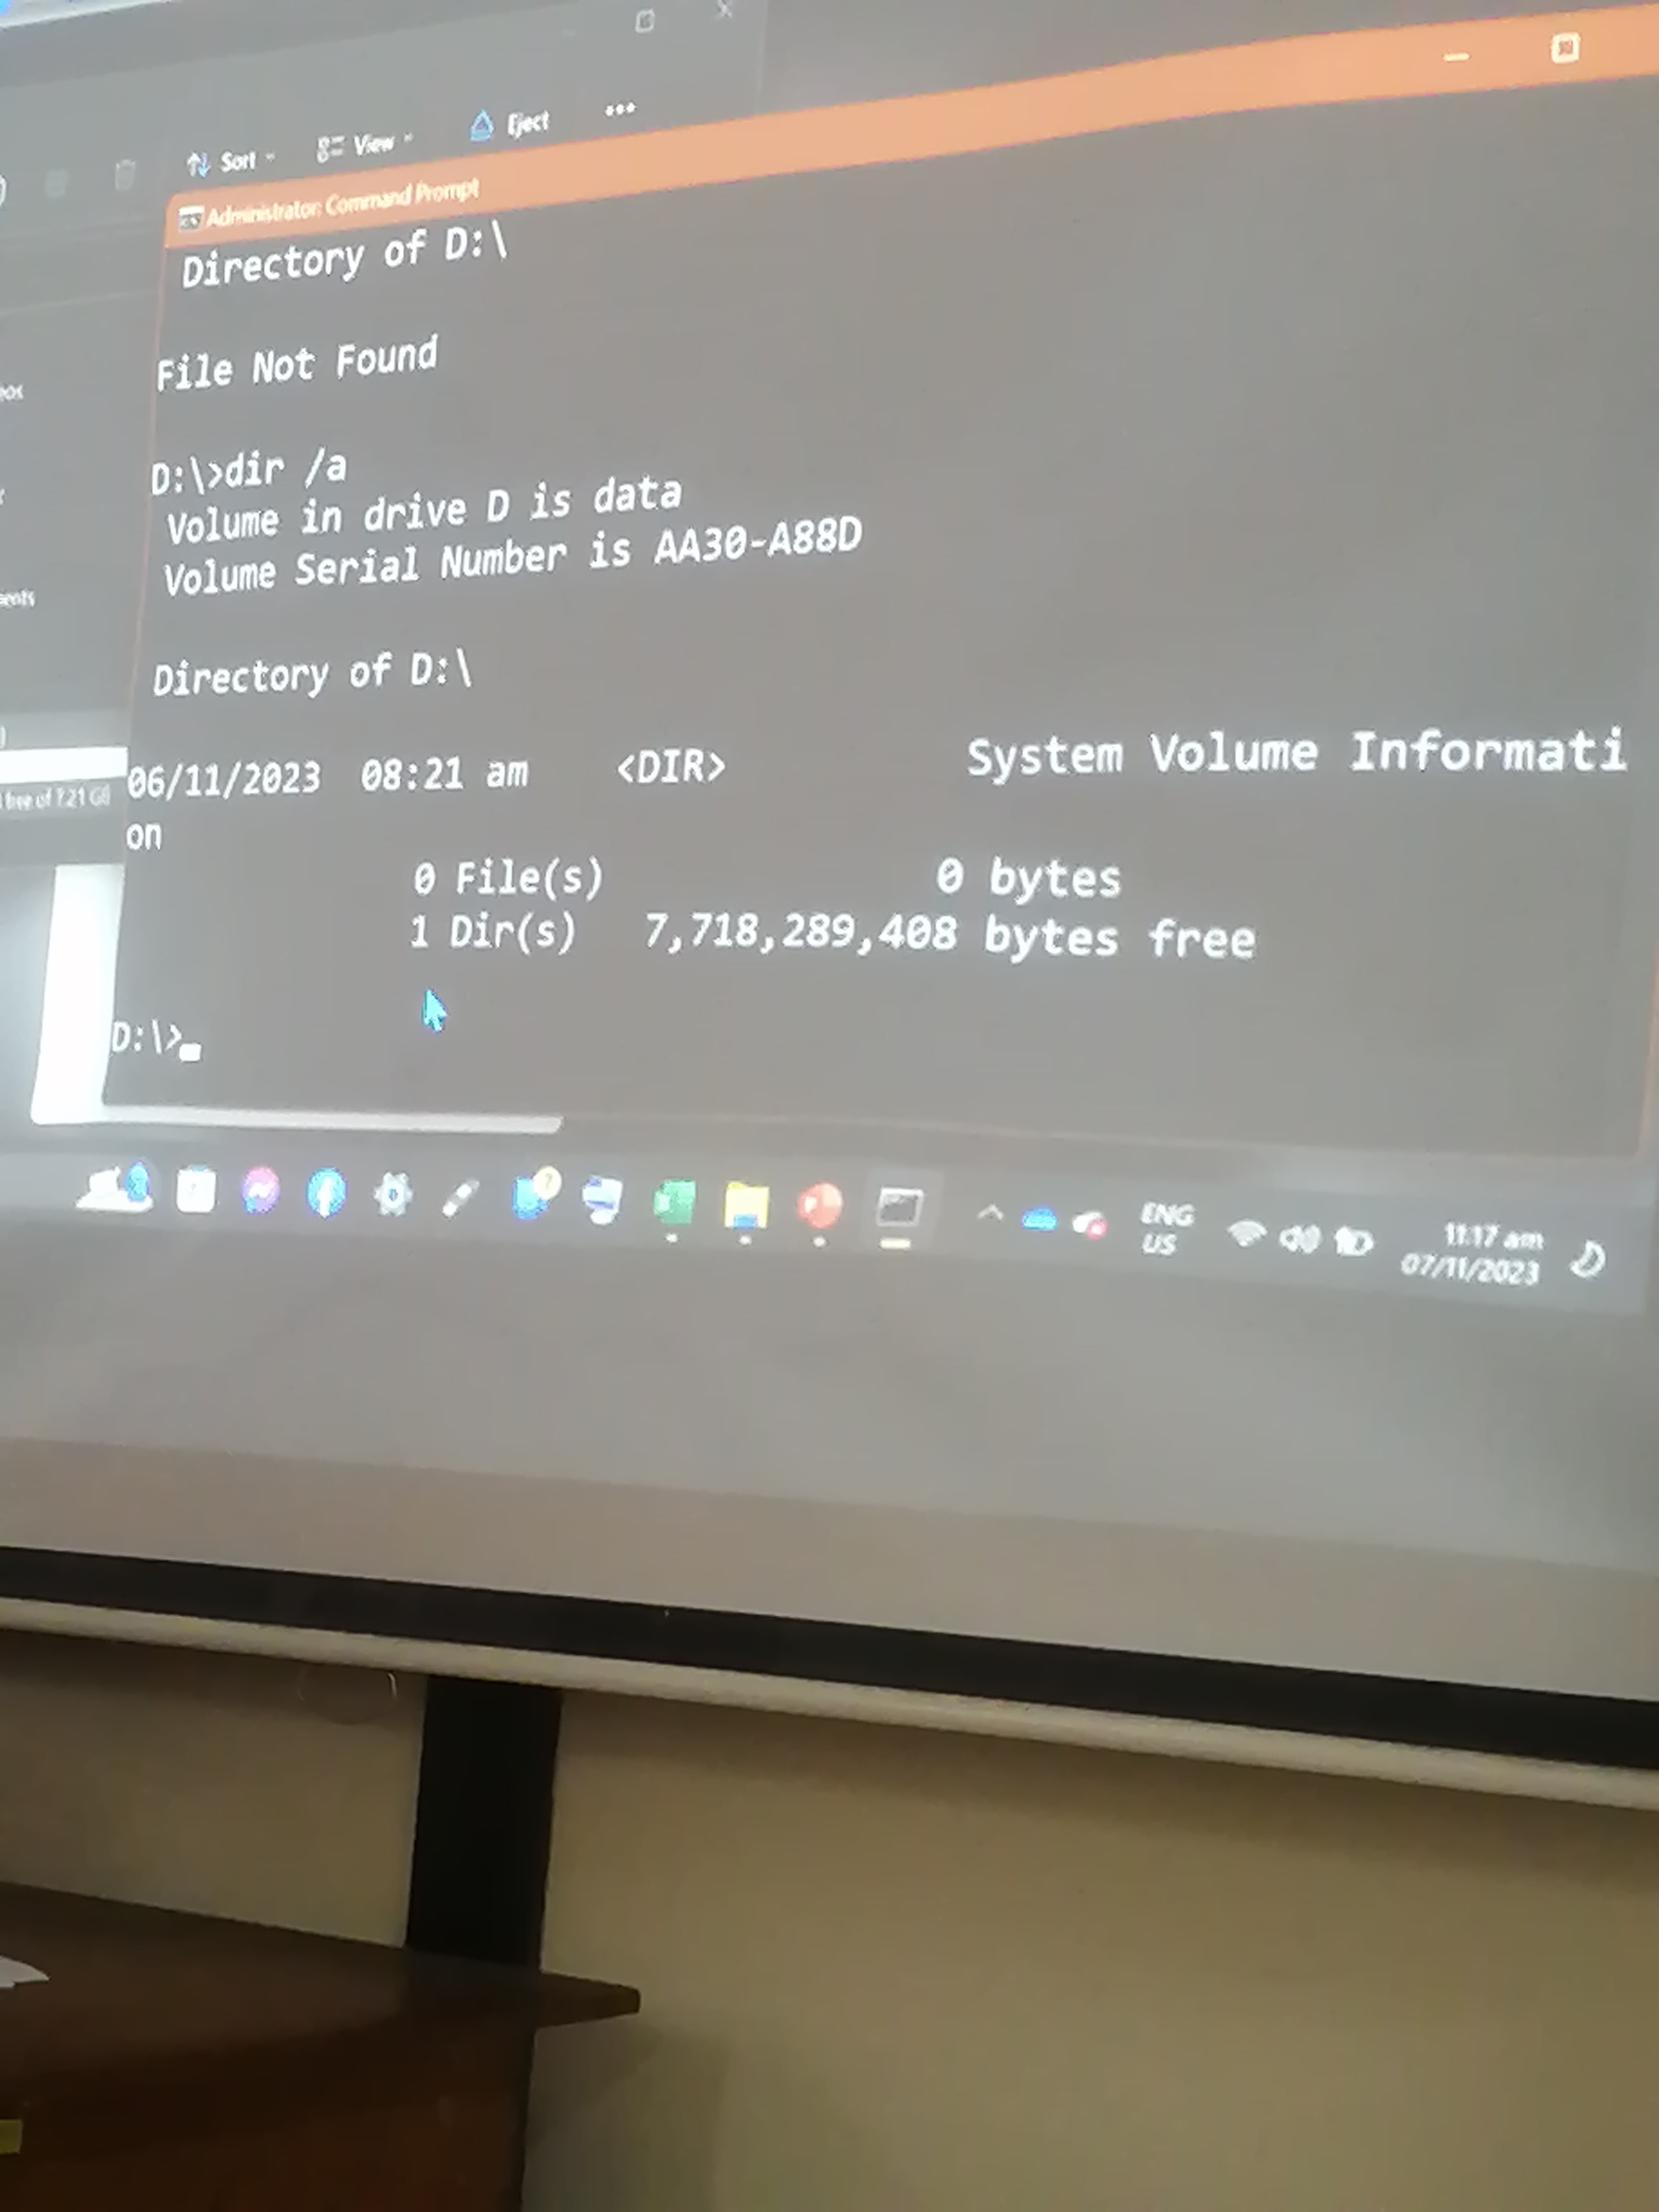 Sort
View
Eject
Administrator: Command Prompt
Directory of D:\
File Not Found
D:\>dir /a
Volume in drive D is data
Volume Serial Number is AA30-A88D
Directory of D:\
06/11/2023 08:21 am <DIR> System Volume Informati
on
0 File(s) 0 bytes
1 Dir(s) 7,718,289,408 bytes free
D:\>
free of 7.21 GB
ENG
US
11:17 am
07/11/2023